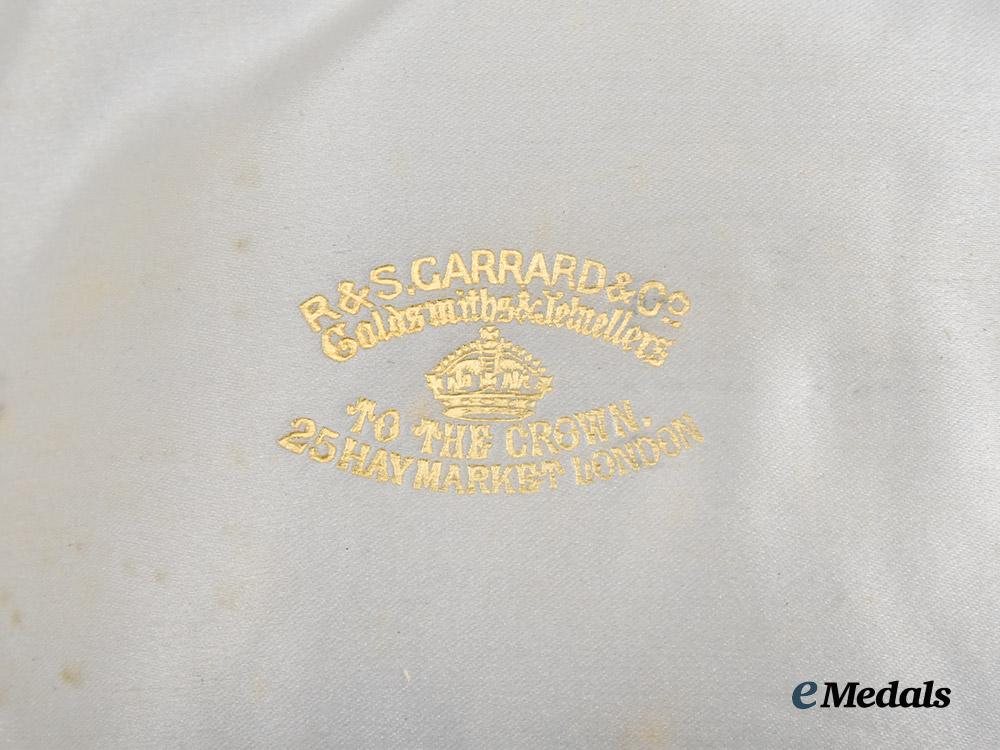 R & S. GARRARD & Co
Goldsmiths & Jewellers
TO THE CROWN.
25 HAYMARKET LONDON
eMedals